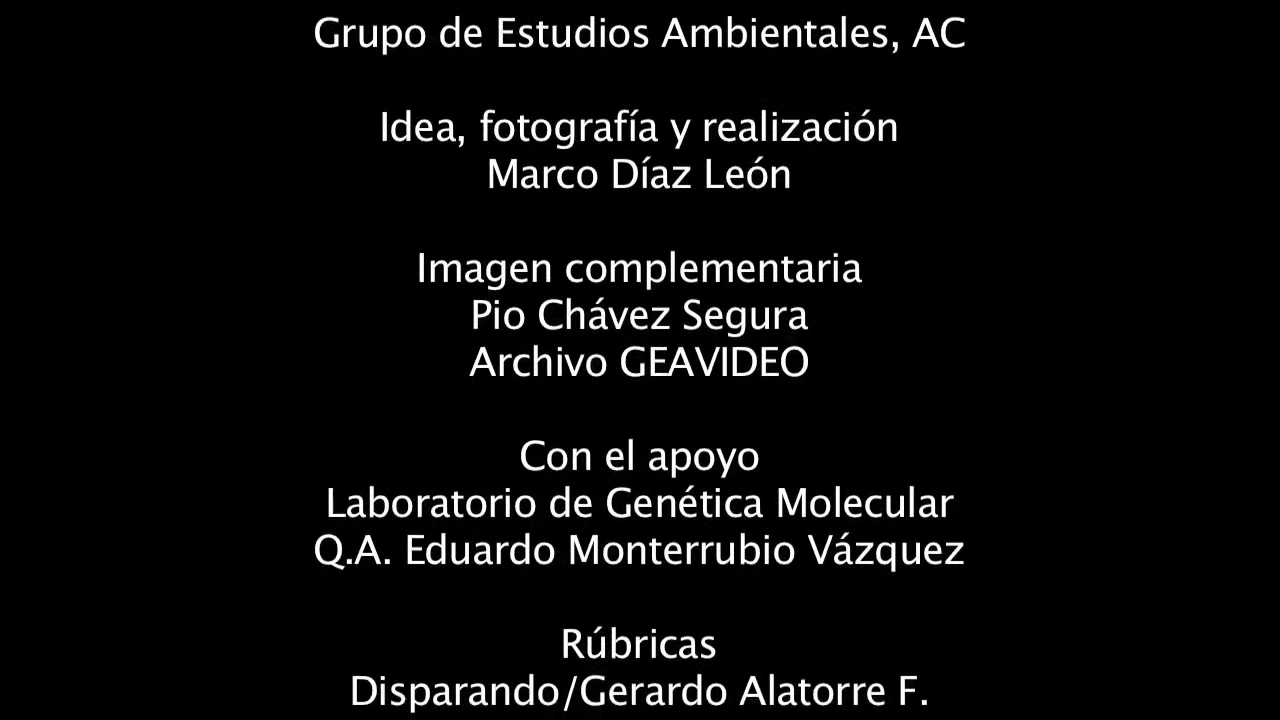 Grupo de Estudios Ambientales, AC
Idea, fotografía y realización
Marco Díaz León
Imagen complementaria
Pio Chávez Segura
Archivo GEAVIDEO
Con el apoyo
Laboratorio de Genética Molecular
Q.A. Eduardo Monterrubio Vázquez
Rúbricas
Disparando/Gerardo Alatorre F.